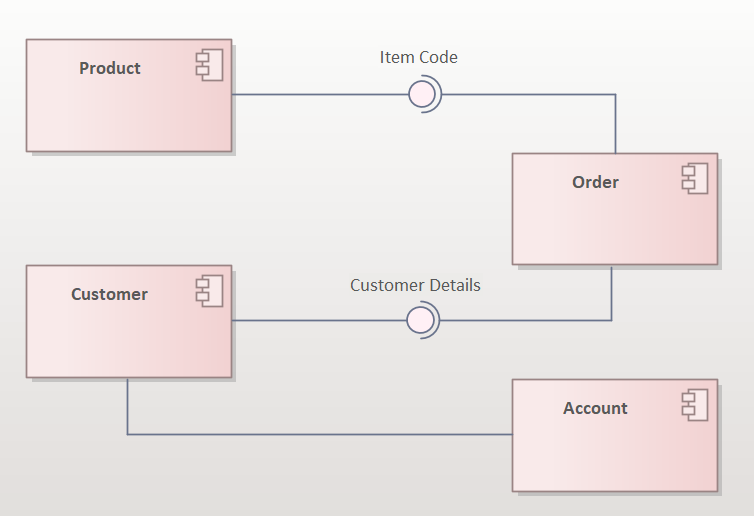 Item Code
Product
Order
Customer Details
Customer
Account